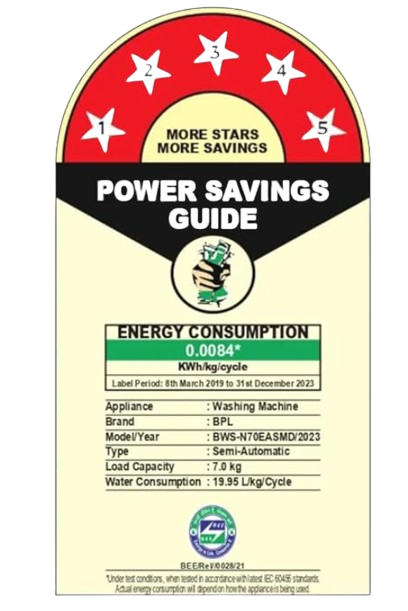 1 2 3 4 5
MORE STARS
MORE SAVINGS
POWER SAVINGS
GUIDE
ENERGY CONSUMPTION
0.0084*
KWh/kg/cycle
Label Period: 8th March 2019 to 31st December 2023
Appliance : Washing Machine
Brand : BPL
Model/Year : BWS-N70EASMD/2023
Type : Semi-Automatic
Load Capacity : 7.0 kg
Water Consumption : 19.95 L/kg/Cycle
BEE
BEE/Rel/0028/21
*Under test conditions, when tested in accordance with latest IEC 60456 standards.
Actual energy consumption will depend on how the appliance is being used.